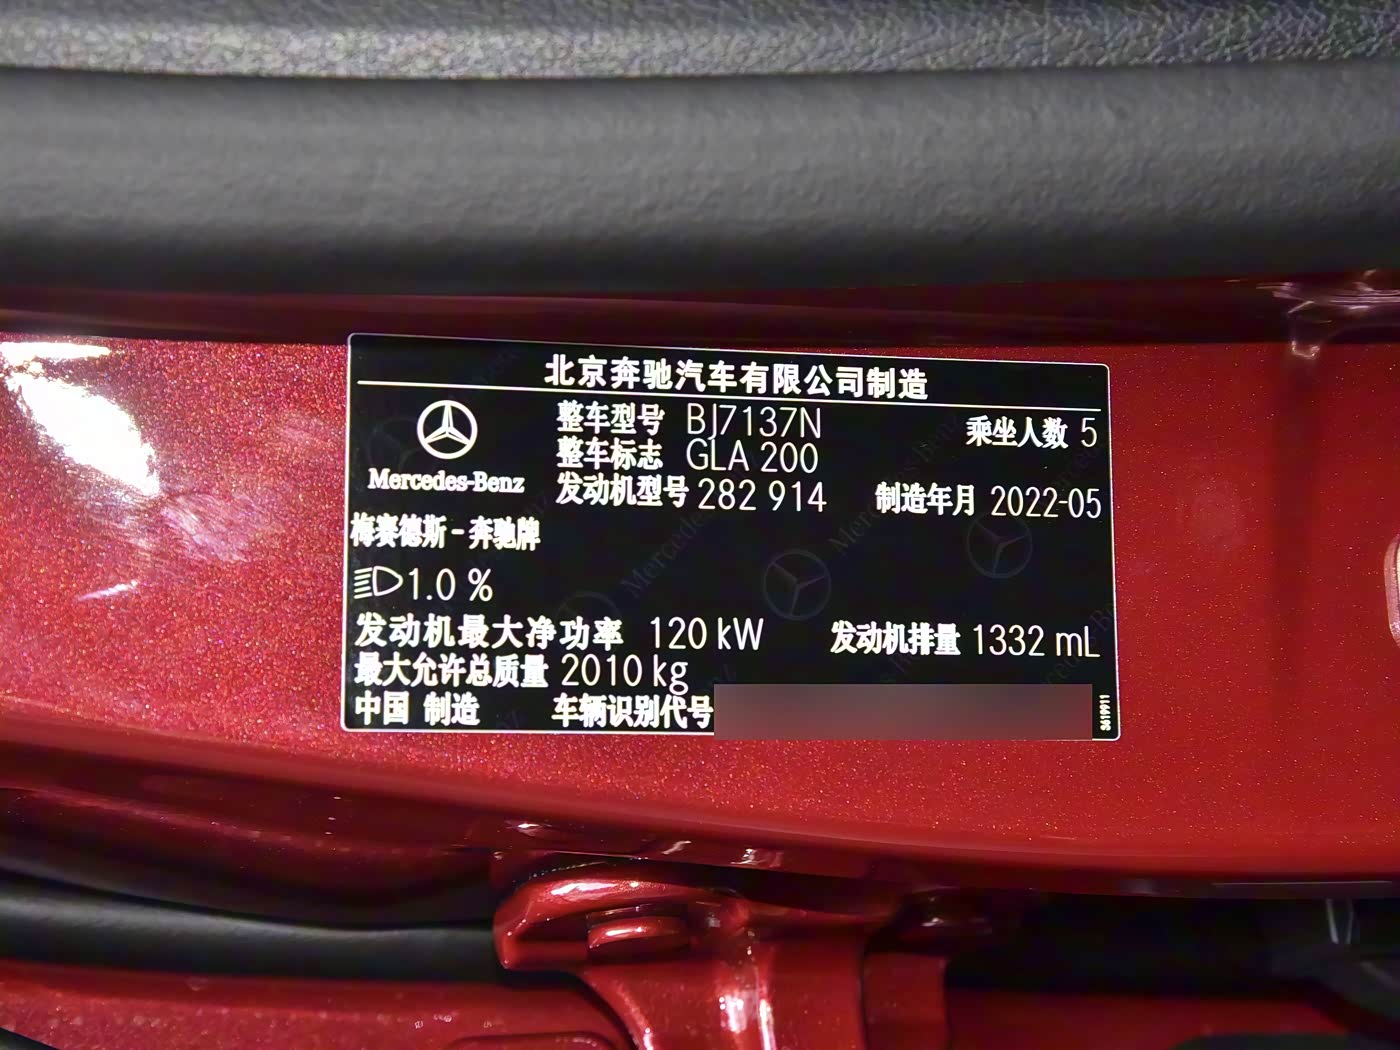 北京奔驰汽车有限公司制造
Mercedes-Benz
整车型号 BJ7137N 乘坐人数 5
整车标志 GLA 200
发动机型号 282 914 制造年月 2022-05
梅赛德斯-奔驰牌
1.0 %
发动机最大净功率 120 kW 发动机排量 1332 mL
最大允许总质量 2010 kg
中国 制造 车辆识别代号
3619911